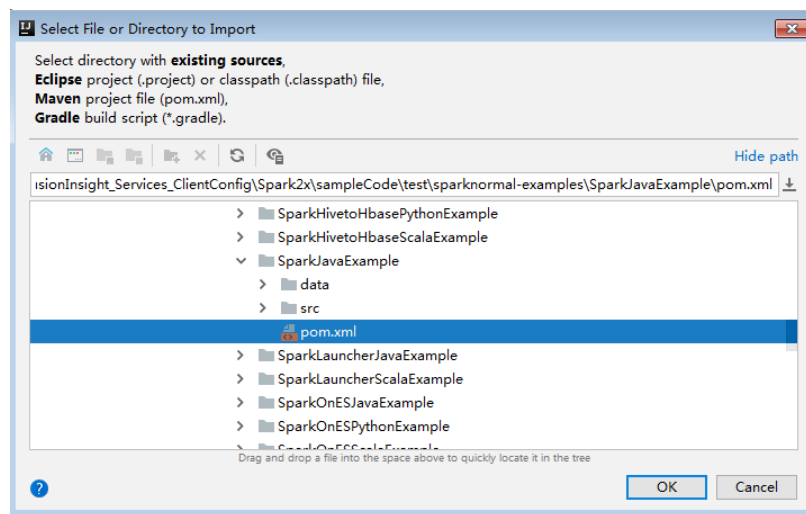 Select File or Directory to Import
Select directory with existing sources,
Eclipse project (.project) or classpath (.classpath) file,
Maven project file (pom.xml),
Gradle build script (*.gradle).
Hide path
ısionInsight_Services_ClientConfig\Spark2x\sampleCode\test\sparknormal-examples\SparkJavaExample\pom.xml
SparkHivetoHbasePythonExample
SparkHivetoHbaseScalaExample
SparkJavaExample
data
src
pom.xml
SparkLauncherJavaExample
SparkLauncherScalaExample
SparkOnESJavaExample
SparkOnESPythonExample
SparkOnESScalaExample
Drag and drop a file into the space above to quickly locate it in the tree
?
OK
Cancel